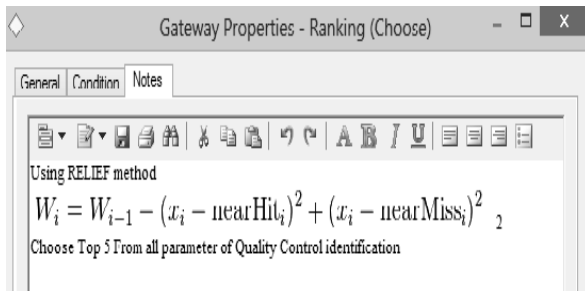 Gateway Properties - Ranking (Choose)
General Condition Notes
A B I U
Using RELIEF method
Wᵢ = Wᵢ₋₁ − (xᵢ − nearHitᵢ)² + (xᵢ − nearMissᵢ)² ₂
Choose Top 5 From all parameter of Quality Control identification